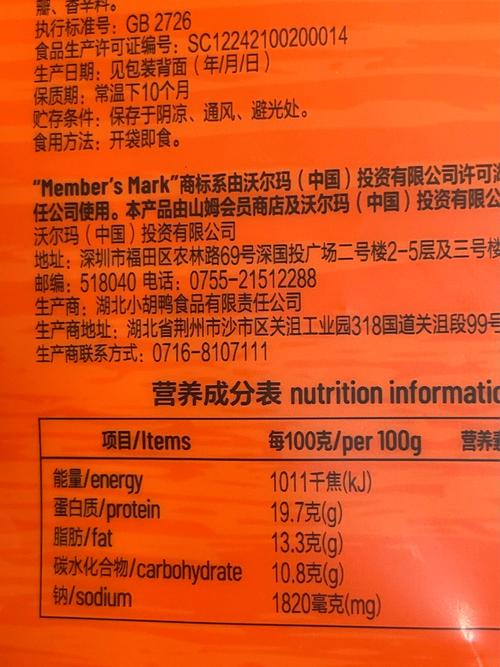 瓣、香辛料。
执行标准号：GB 2726
食品生产许可证编号：SC12242100200014
生产日期：见包装背面（年/月/日）
保质期：常温下10个月
贮存条件：保存于阴凉、通风、避光处。
食用方法：开袋即食。
“Member's Mark”商标系由沃尔玛（中国）投资有限公司许可
任公司使用。本产品由山姆会员商店及沃尔玛（中国）投资有限公
沃尔玛（中国）投资有限公司
地址：深圳市福田区农林路69号深国投广场二号楼2-5层及三号楼
邮编：518040 电话：0755-21512288
生产商：湖北小胡鸭食品有限责任公司
生产商地址：湖北省荆州市沙市区关沮工业园318国道关沮段99号
生产商联系方式：0716-8107111
营养成分表 nutrition informatio
项目/Items 每100克/per 100g 营养素
能量/energy 1011千焦(kJ)
蛋白质/protein 19.7克(g)
脂肪/fat 13.3克(g)
碳水化合物/carbohydrate 10.8克(g)
钠/sodium 1820毫克(mg)